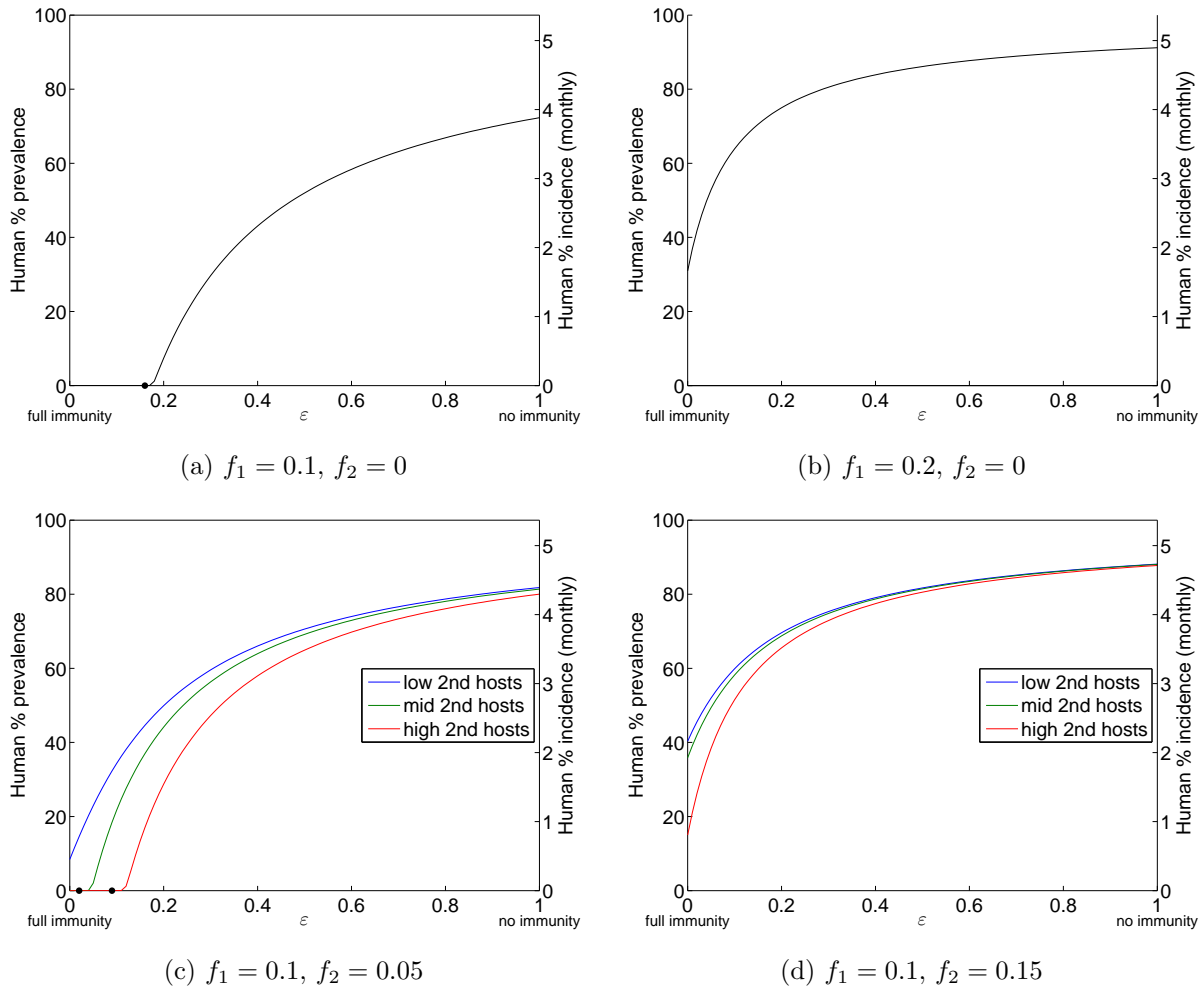 100
80
60
40
20
0
Human % prevalence
5
4
3
2
1
0
Human % incidence (monthly)
0 0.2 0.4 0.6 0.8 1
full immunity ε no immunity
(a) f₁ = 0.1, f₂ = 0
100
80
60
40
20
0
Human % prevalence
5
4
3
2
1
0
Human % incidence (monthly)
0 0.2 0.4 0.6 0.8 1
full immunity ε no immunity
(b) f₁ = 0.2, f₂ = 0
100
80
60
40
20
0
Human % prevalence
low 2nd hosts
mid 2nd hosts
high 2nd hosts
5
4
3
2
1
0
Human % incidence (monthly)
0 0.2 0.4 0.6 0.8 1
full immunity ε no immunity
(c) f₁ = 0.1, f₂ = 0.05
100
80
60
40
20
0
Human % prevalence
low 2nd hosts
mid 2nd hosts
high 2nd hosts
5
4
3
2
1
0
Human % incidence (monthly)
0 0.2 0.4 0.6 0.8 1
full immunity ε no immunity
(d) f₁ = 0.1, f₂ = 0.15